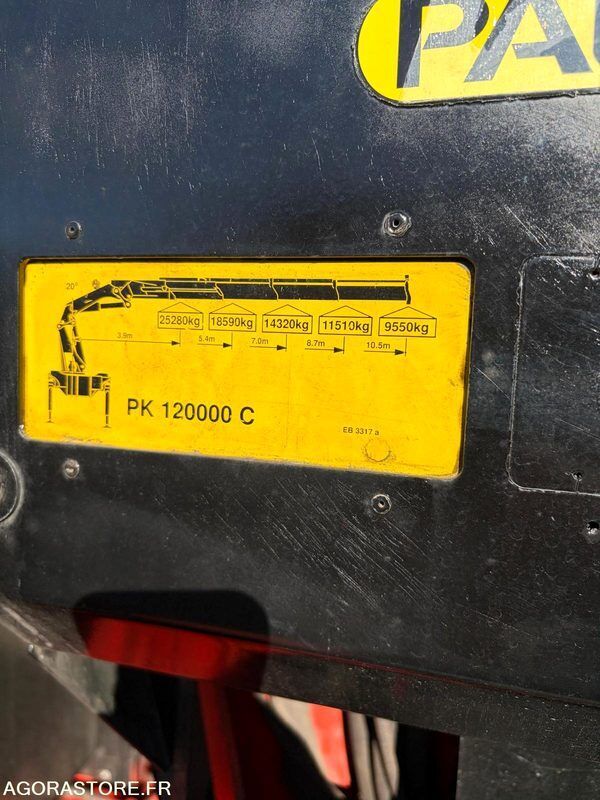 PA
20°
25280kg 18590kg 14320kg 11510kg 9550kg
3.9m 5.4m 7.0m 8.7m 10.5m
PK 120000 C
EB 3317 a
AGORASTORE.FR